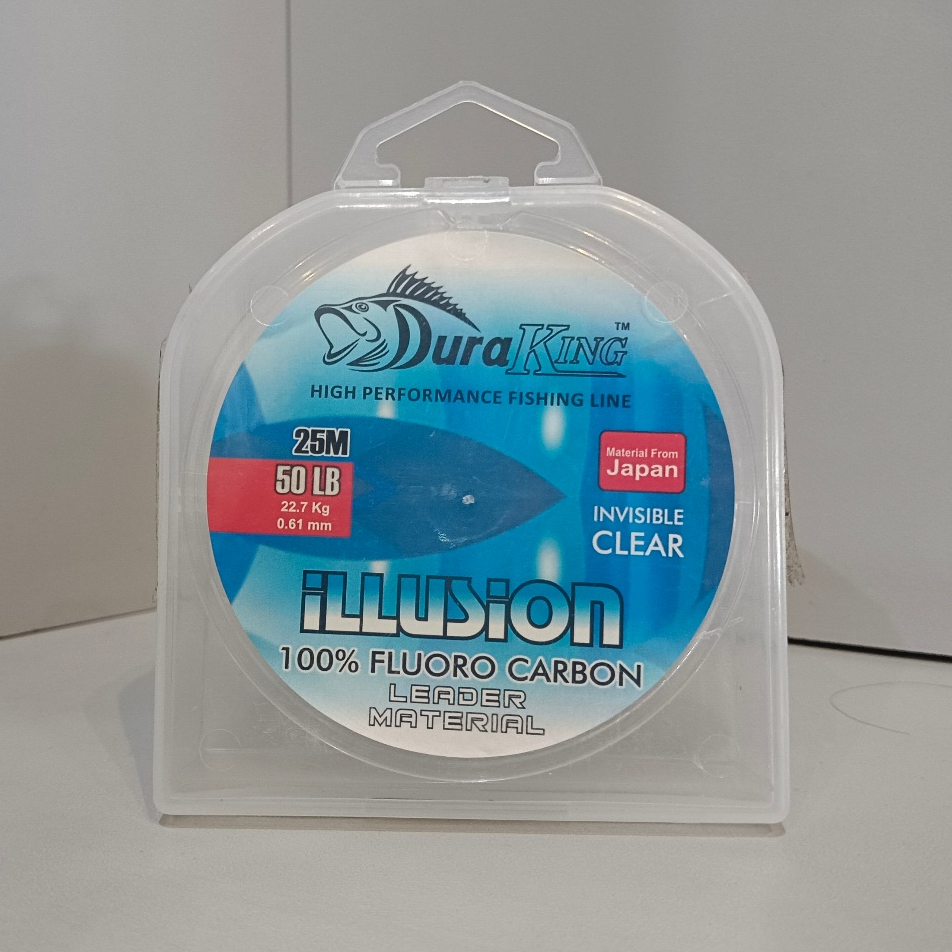 DuraKing™
HIGH PERFORMANCE FISHING LINE
25M
50 LB
22.7 Kg
0.61 mm
Material From
Japan
INVISIBLE
CLEAR
iLLUSiOn
100% FLUORO CARBON
LEADER
MATERIAL